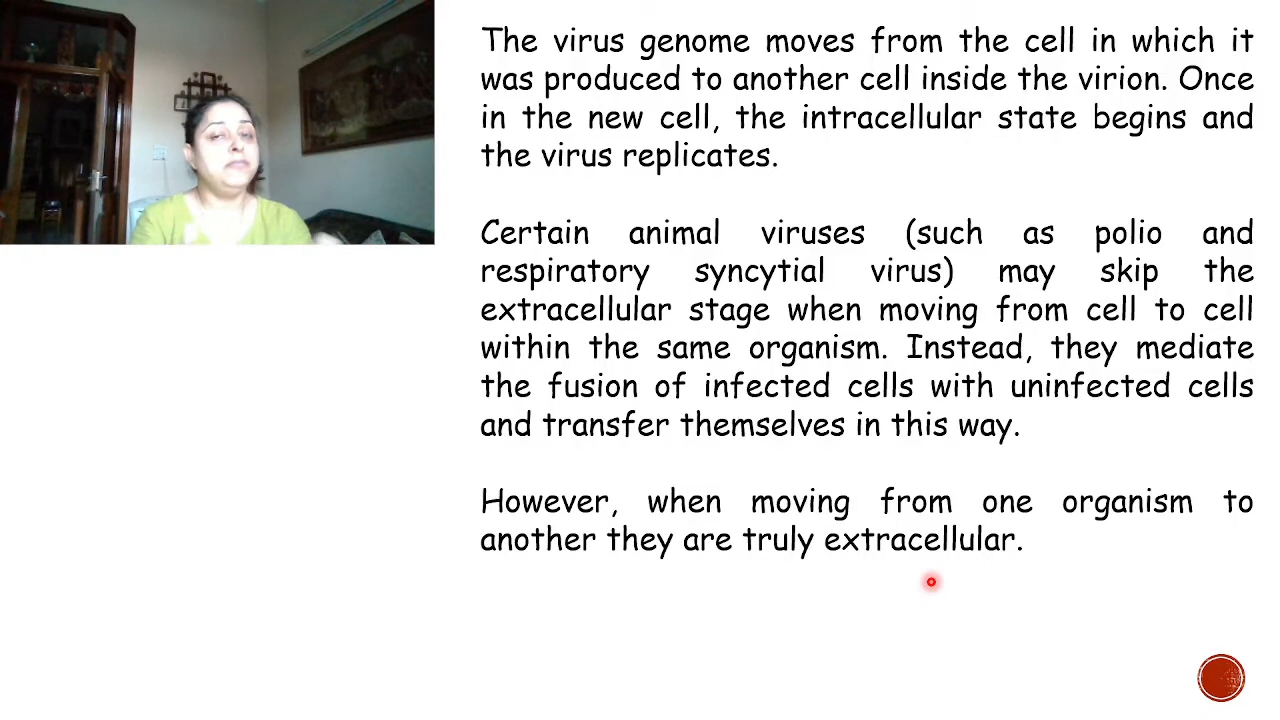 The virus genome moves from the cell in which it
was produced to another cell inside the virion. Once
in the new cell, the intracellular state begins and
the virus replicates.
Certain animal viruses (such as polio and
respiratory syncytial virus) may skip the
extracellular stage when moving from cell to cell
within the same organism. Instead, they mediate
the fusion of infected cells with uninfected cells
and transfer themselves in this way.
However, when moving from one organism to
another they are truly extracellular.